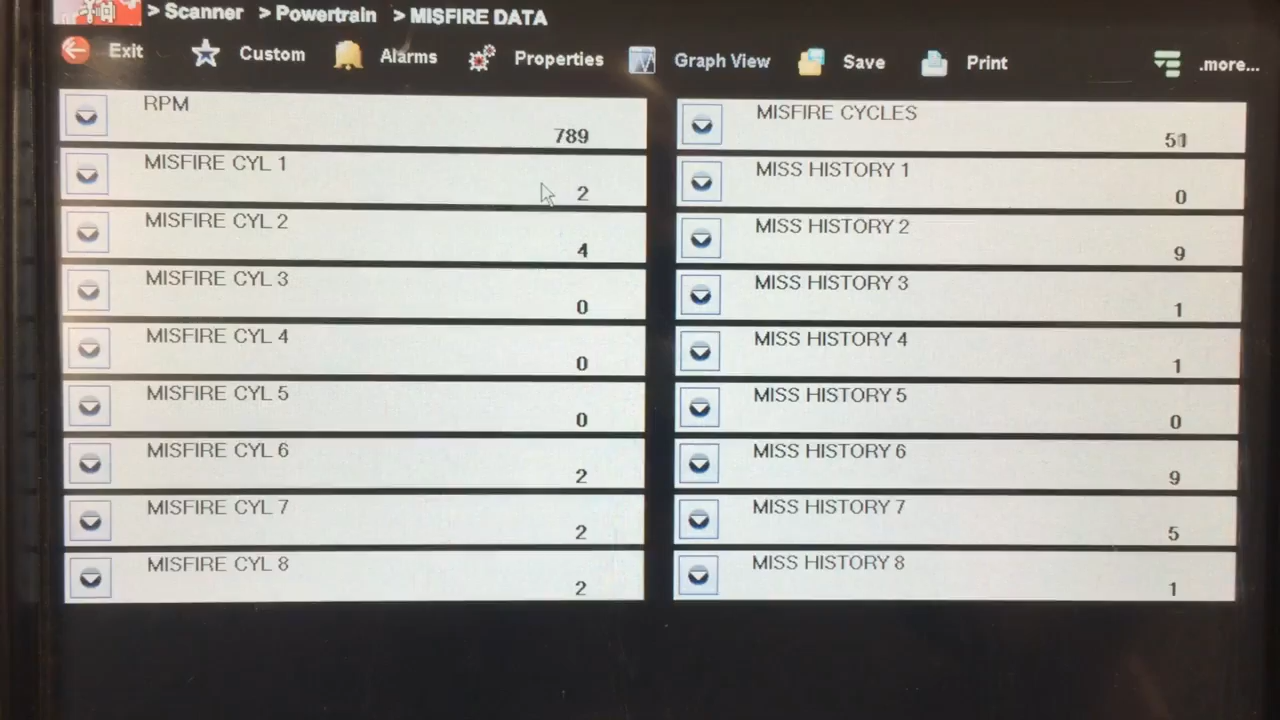 > Scanner > Powertrain > MISFIRE DATA
Exit Custom Alarms Properties Graph View Save Print .more...
RPM
789
MISFIRE CYL 1
2
MISFIRE CYL 2
4
MISFIRE CYL 3
0
MISFIRE CYL 4
0
MISFIRE CYL 5
0
MISFIRE CYL 6
2
MISFIRE CYL 7
2
MISFIRE CYL 8
2
MISFIRE CYCLES
MISS HISTORY 1
0
MISS HISTORY 2
9
MISS HISTORY 3
1
MISS HISTORY 4
1
MISS HISTORY 5
0
MISS HISTORY 6
9
MISS HISTORY 7
5
MISS HISTORY 8
1